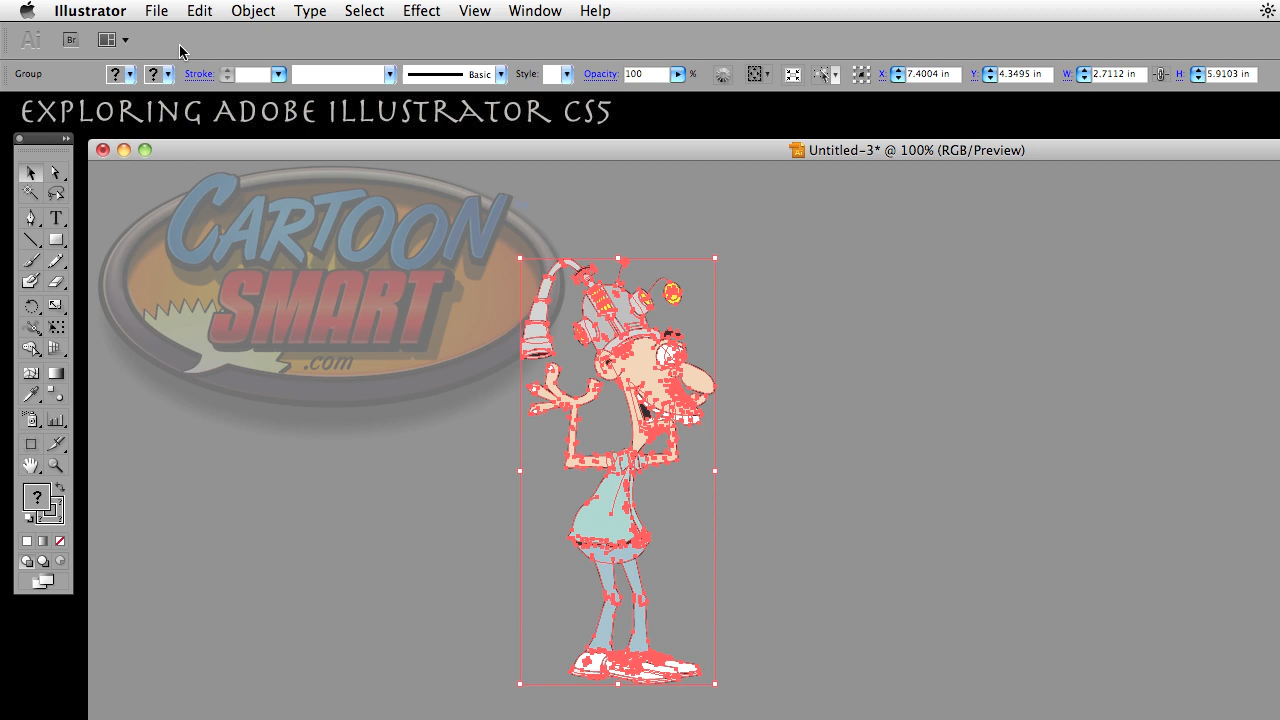 Illustrator File Edit Object Type Select Effect View Window Help
Ai Br
Group ? ? Stroke: Basic Style: Opacity: 100 % X: 7.4004 in Y: 4.3495 in W: 2.7112 in H: 5.9103 in
EXPLORING ADOBE ILLUSTRATOR CS5
Untitled-3* @ 100% (RGB/Preview)
CARTOON
SMART
.com
T
?